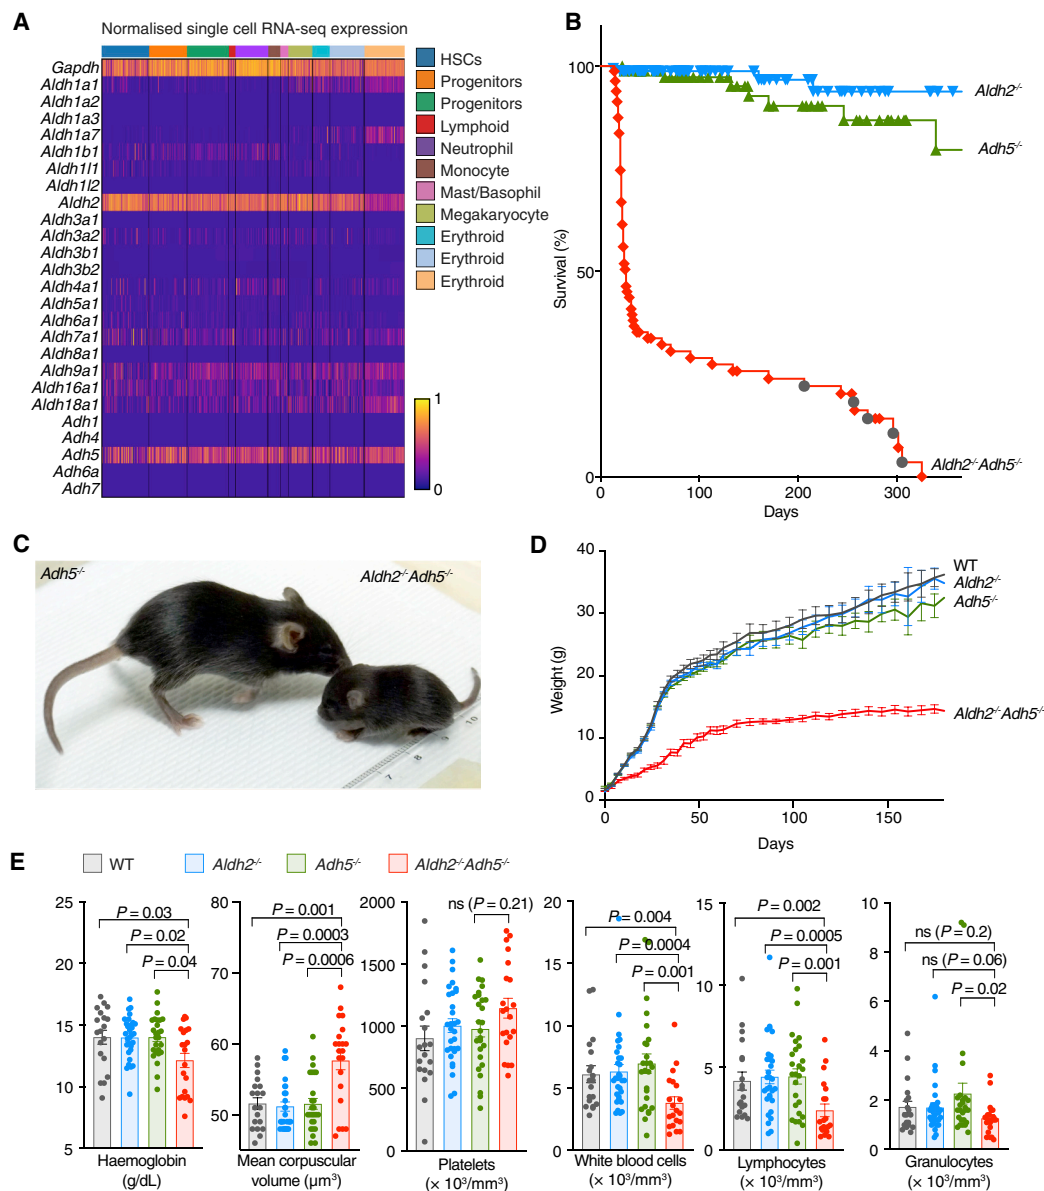 A
Normalised single cell RNA-seq expression
Gapdh
Aldh1a1
Aldh1a2
Aldh1a3
Aldh1a7
Aldh1b1
Aldh1l1
Aldh1l2
Aldh2
Aldh3a1
Aldh3a2
Aldh3b1
Aldh3b2
Aldh4a1
Aldh5a1
Aldh6a1
Aldh7a1
Aldh8a1
Aldh9a1
Aldh16a1
Aldh18a1
Adh1
Adh4
Adh5
Adh6a
Adh7
HSCs
Progenitors
Progenitors
Lymphoid
Neutrophil
Monocyte
Mast/Basophil
Megakaryocyte
Erythroid
Erythroid
Erythroid
1
0
B
Survival (%)
100
50
0
0 100 200 300
Days
Aldh2-/-
Adh5-/-
Aldh2-/-Adh5-/-
C
Adh5-/-
Aldh2-/-Adh5-/-
7 8 10
D
Weight (g)
40
30
20
10
0
0 50 100 150
Days
WT
Aldh2-/-
Adh5-/-
Aldh2-/-Adh5-/-
E
WT Aldh2-/- Adh5-/- Aldh2-/-Adh5-/-
25
20
15
10
5
P = 0.03
P = 0.02
P = 0.04
Haemoglobin
(g/dL)
80
70
60
50
P = 0.001
P = 0.0003
P = 0.0006
Mean corpuscular
volume (µm³)
2000
1500
1000
500
0
ns (P = 0.21)
Platelets
(× 10³/mm³)
20
15
10
5
0
P = 0.004
P = 0.0004
P = 0.001
White blood cells
(× 10³/mm³)
15
10
5
0
P = 0.002
P = 0.0005
P = 0.001
Lymphocytes
(× 10³/mm³)
10
8
6
4
2
0
ns (P = 0.2)
ns (P = 0.06)
P = 0.02
Granulocytes
(× 10³/mm³)